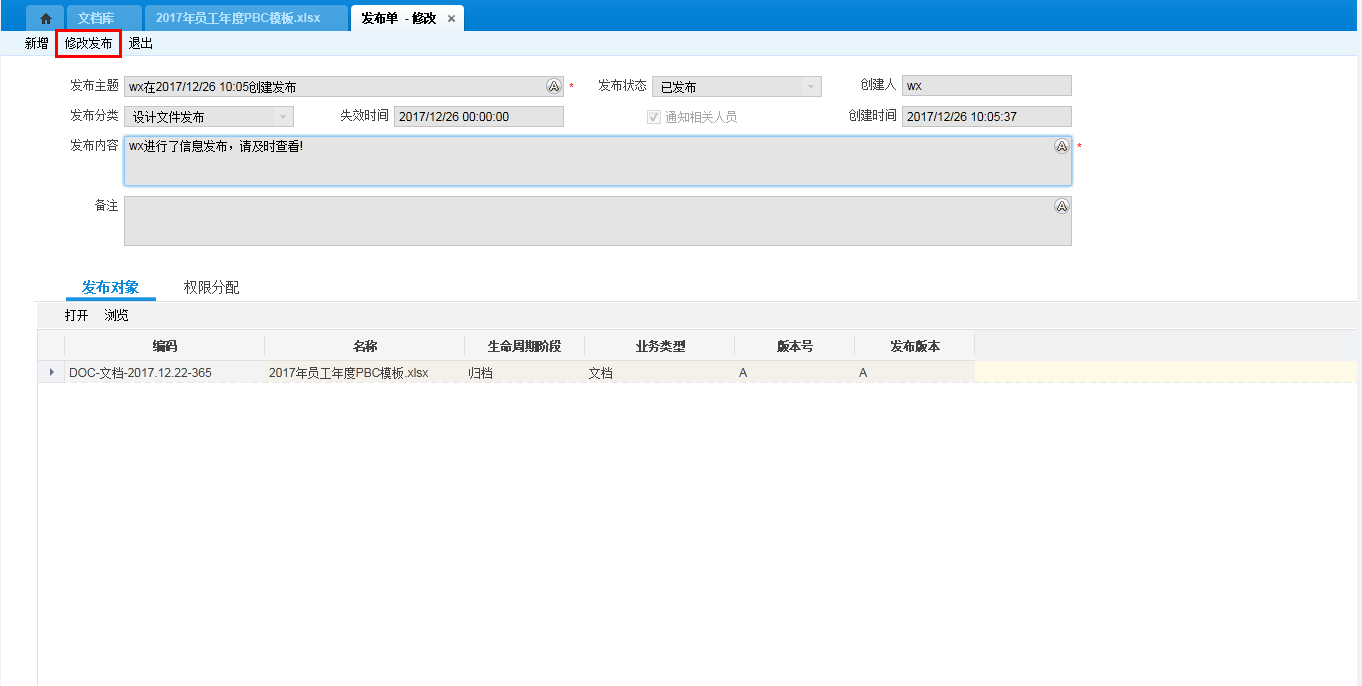 文档库 2017年员工年度PBC模板.xlsx 发布单 - 修改 ×
新增 修改发布 退出
发布主题 wx在2017/12/26 10:05创建发布 A * 发布状态 已发布 创建人 wx
发布分类 设计文件发布 失效时间 2017/12/26 00:00:00 通知相关人员 创建时间 2017/12/26 10:05:37
发布内容 wx进行了信息发布，请及时查看! A *
备注 A
发布对象 权限分配
打开 浏览
编码 名称 生命周期阶段 业务类型 版本号 发布版本
DOC-文档-2017.12.22-365 2017年员工年度PBC模板.xlsx 归档 文档 A A